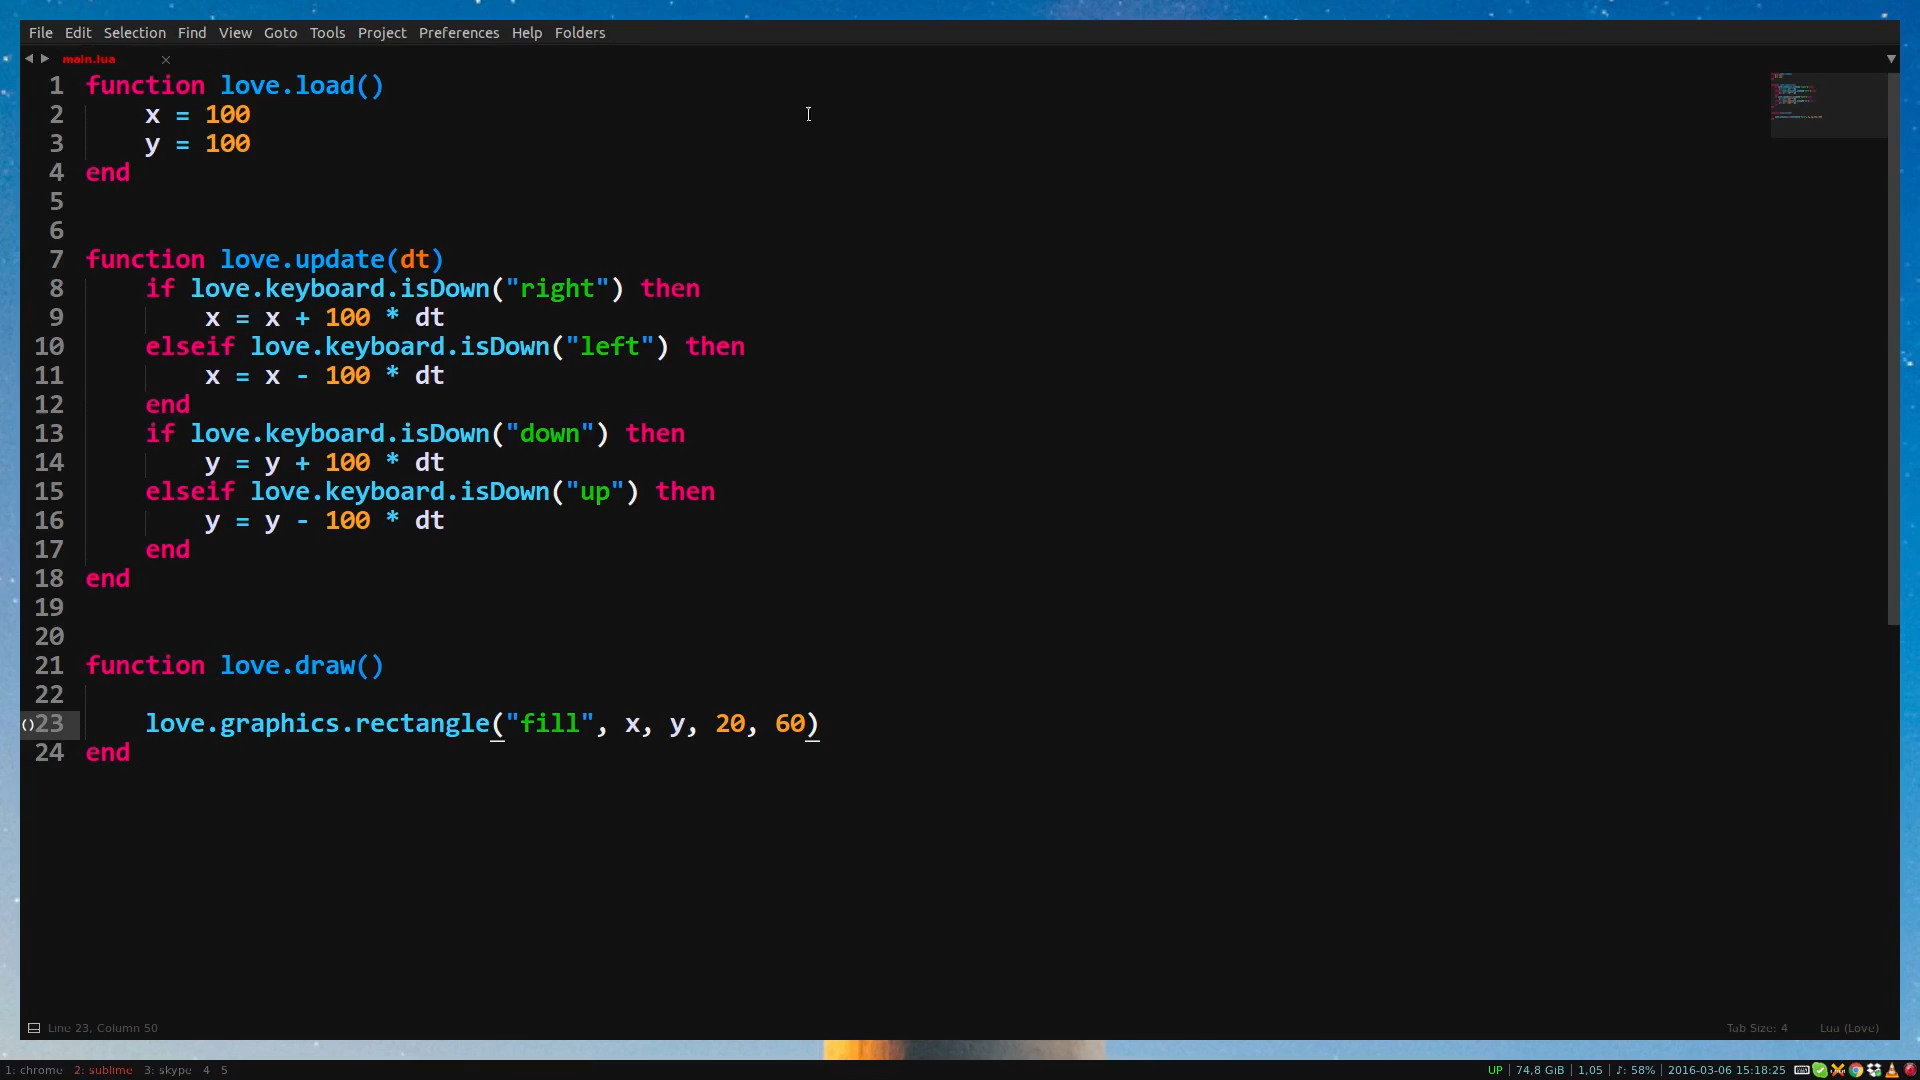 File Edit Selection Find View Goto Tools Project Preferences Help Folders
main.lua
1 function love.load()
2     x = 100
3     y = 100
4 end
5
6
7 function love.update(dt)
8     if love.keyboard.isDown("right") then
9         x = x + 100 * dt
10     elseif love.keyboard.isDown("left") then
11         x = x - 100 * dt
12     end
13     if love.keyboard.isDown("down") then
14         y = y + 100 * dt
15     elseif love.keyboard.isDown("up") then
16         y = y - 100 * dt
17     end
18 end
19
20
21 function love.draw()
22
()23     love.graphics.rectangle("fill", x, y, 20, 60)
24 end
Line 23, Column 50 Tab Size: 4 Lua (Love)
1: chrome 2: sublime 3: skype 4 5 UP | 74,8 GiB | 1,05 | ♪: 58% | 2016-03-06 15:18:25